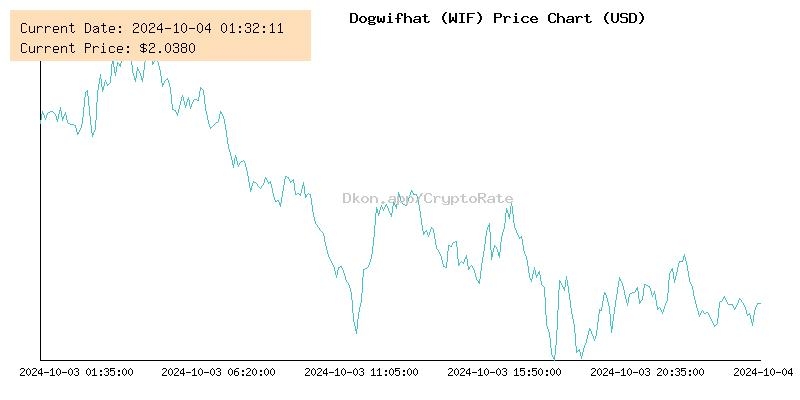 Dogwifhat (WIF) Price Chart (USD)
Current Date: 2024-10-04 01:32:11
Current Price: $2.0380
Dkon.app/CryptoRate
2024-10-03 01:35:00 2024-10-03 06:20:00 2024-10-03 11:05:00 2024-10-03 15:50:00 2024-10-03 20:35:00 2024-10-04